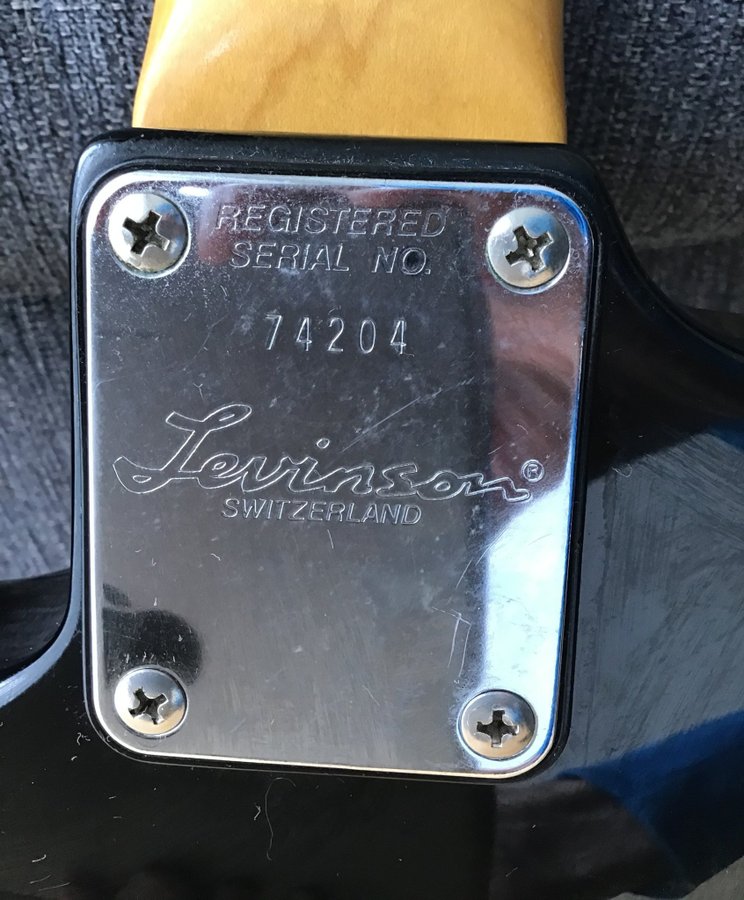 REGISTERED
SERIAL NO.
74204
Levinson®
SWITZERLAND